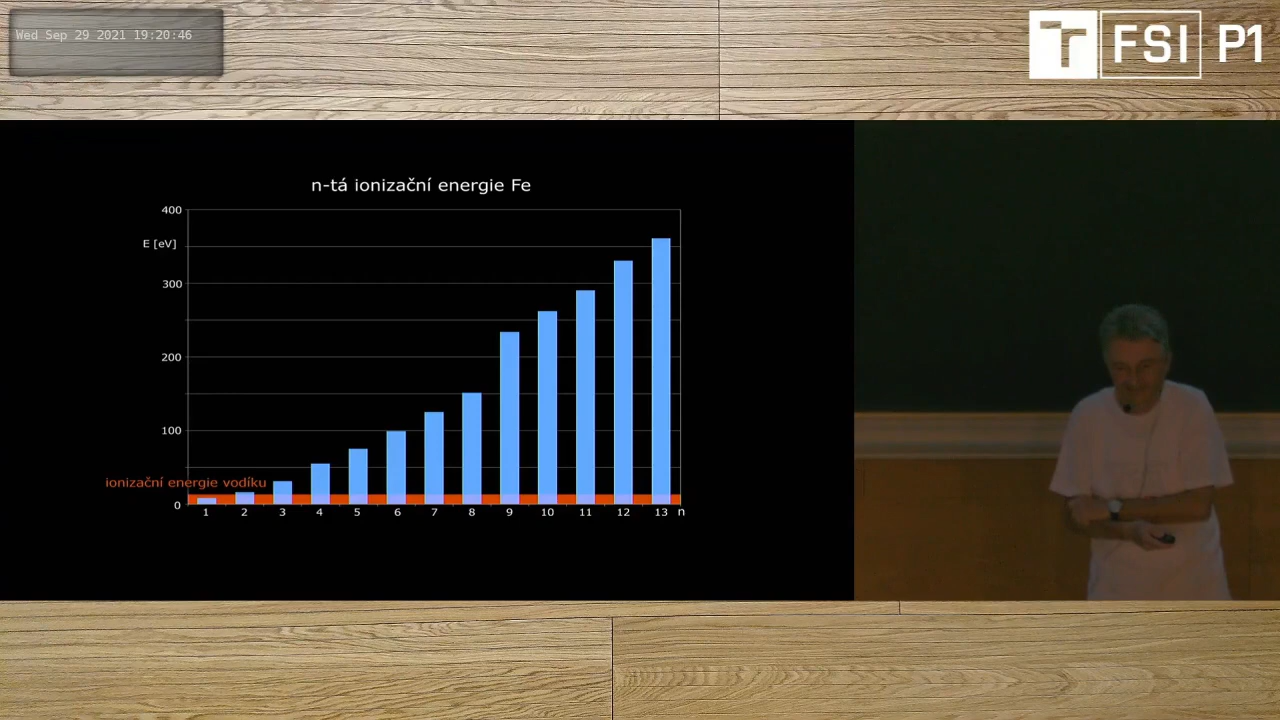 Wed Sep 29 2021 19:20:46
T FSI P1
n-tá ionizační energie Fe
400
E [eV]
300
200
100
ionizační energie vodíku
0
1 2 3 4 5 6 7 8 9 10 11 12 13 n